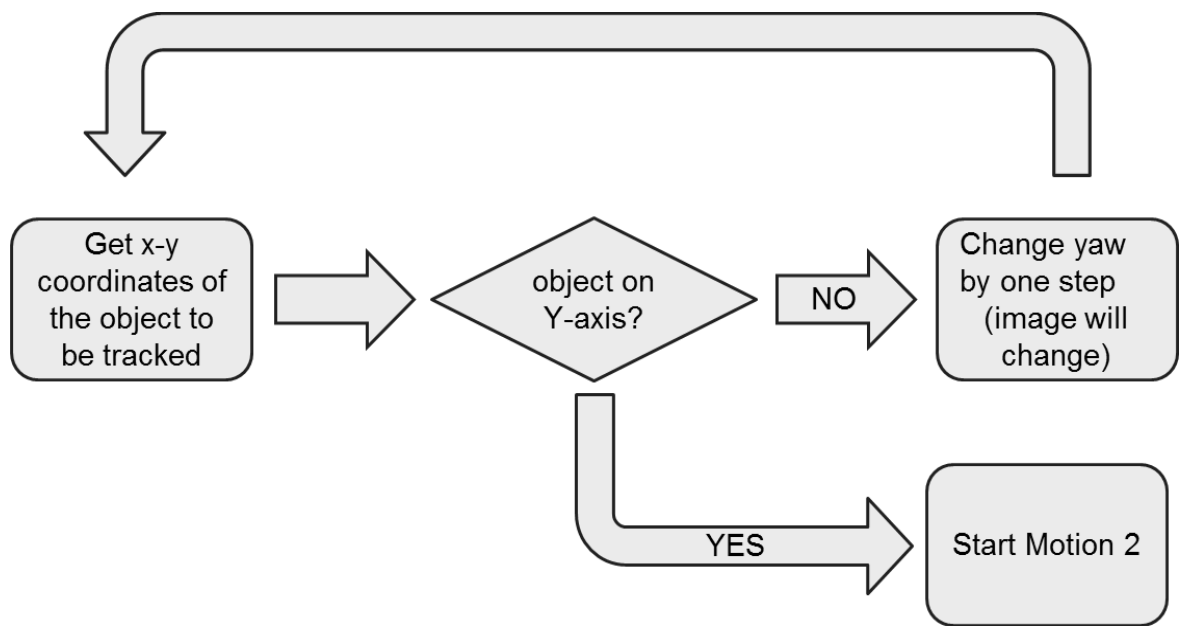 Get x-y
coordinates of
the object to
be tracked
object on
Y-axis?
NO
Change yaw
by one step
(image will
change)
YES
Start Motion 2